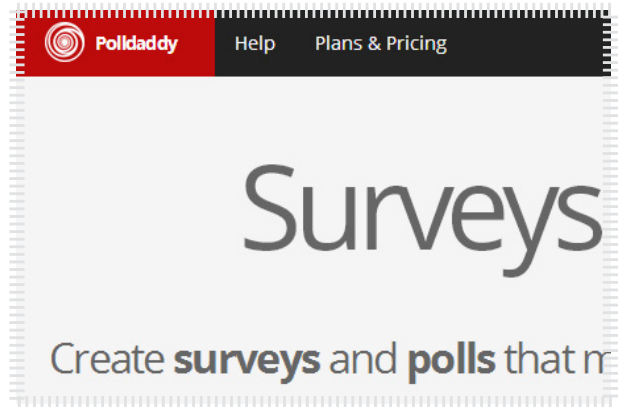 Polldaddy Help Plans & Pricing
Surveys
Create surveys and polls that m